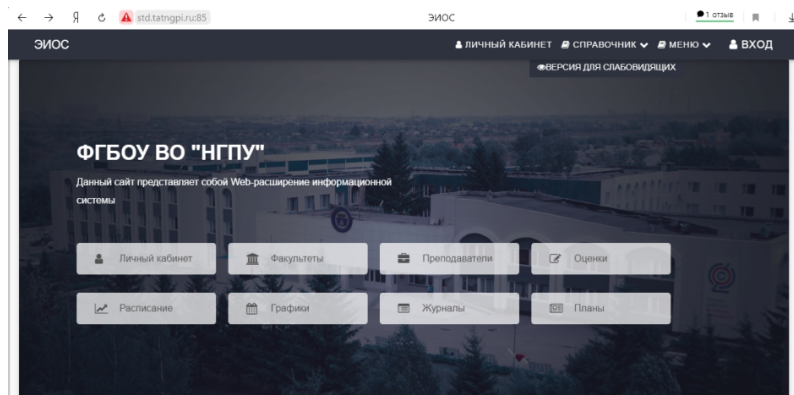 std.tatngpi.ru:85
ЭИОС
1 отзыв
ЭИОС
ЛИЧНЫЙ КАБИНЕТ
СПРАВОЧНИК
МЕНЮ
ВХОД
ВЕРСИЯ ДЛЯ СЛАБОВИДЯЩИХ
ФГБОУ ВО "НГПУ"
Данный сайт представляет собой Web-расширение информационной
системы
Личный кабинет
Факультеты
Преподаватели
Оценки
Расписание
Графики
Журналы
Планы